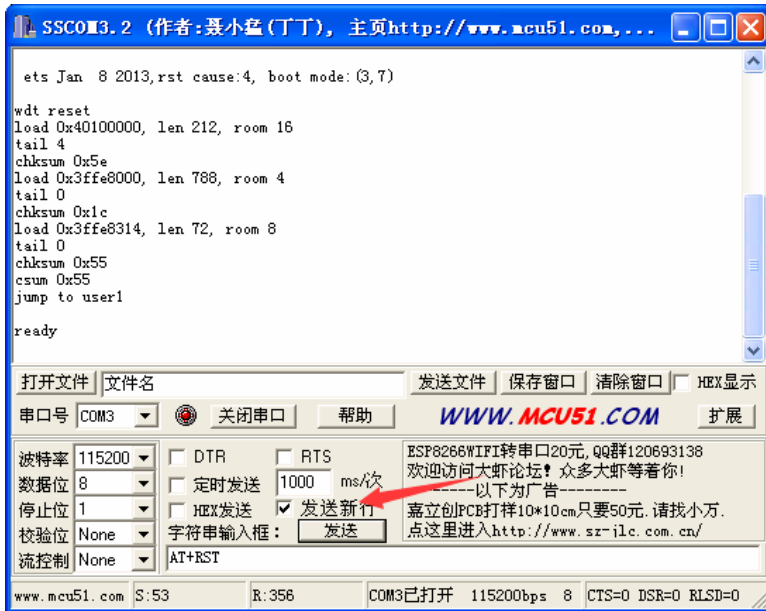 SSCOM3.2 (作者:聂小猛(丁丁), 主页http://www.mcu51.com,...
ets Jan  8 2013,rst cause:4, boot mode:(3,7)
wdt reset
load 0x40100000, len 212, room 16
tail 4
chksum 0x5e
load 0x3ffe8000, len 788, room 4
tail 0
chksum 0x1c
load 0x3ffe8314, len 72, room 8
tail 0
chksum 0x55
csum 0x55
jump to user1
ready
打开文件 文件名 发送文件 保存窗口 清除窗口 HEX显示
串口号 COM3 关闭串口 帮助 WWW.MCU51.COM 扩展
波特率 115200 DTR RTS
数据位 8 定时发送 1000 ms/次
停止位 1 HEX发送 发送新行
校验位 None 字符串输入框: 发送
流控制 None AT+RST
ESP8266WIFI转串口20元,QQ群120693138
欢迎访问大虾论坛! 众多大虾等着你!
------以下为广告--------
嘉立创PCB打样10*10cm只要50元.请找小万.
点这里进入http://www.sz-jlc.com.cn/
www.mcu51.com S:53 R:356 COM3已打开 115200bps 8 CTS=0 DSR=0 RLSD=0